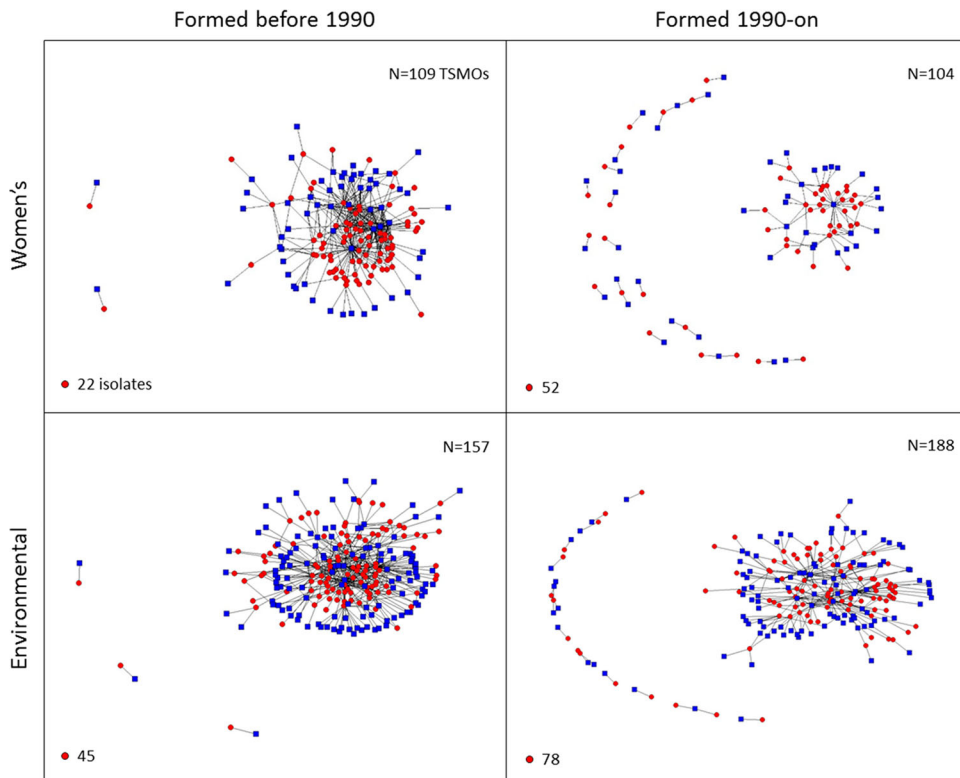 Formed before 1990
Formed 1990-on
Women's
N=109 TSMOs
N=104
22 isolates
52
Environmental
N=157
N=188
45
78